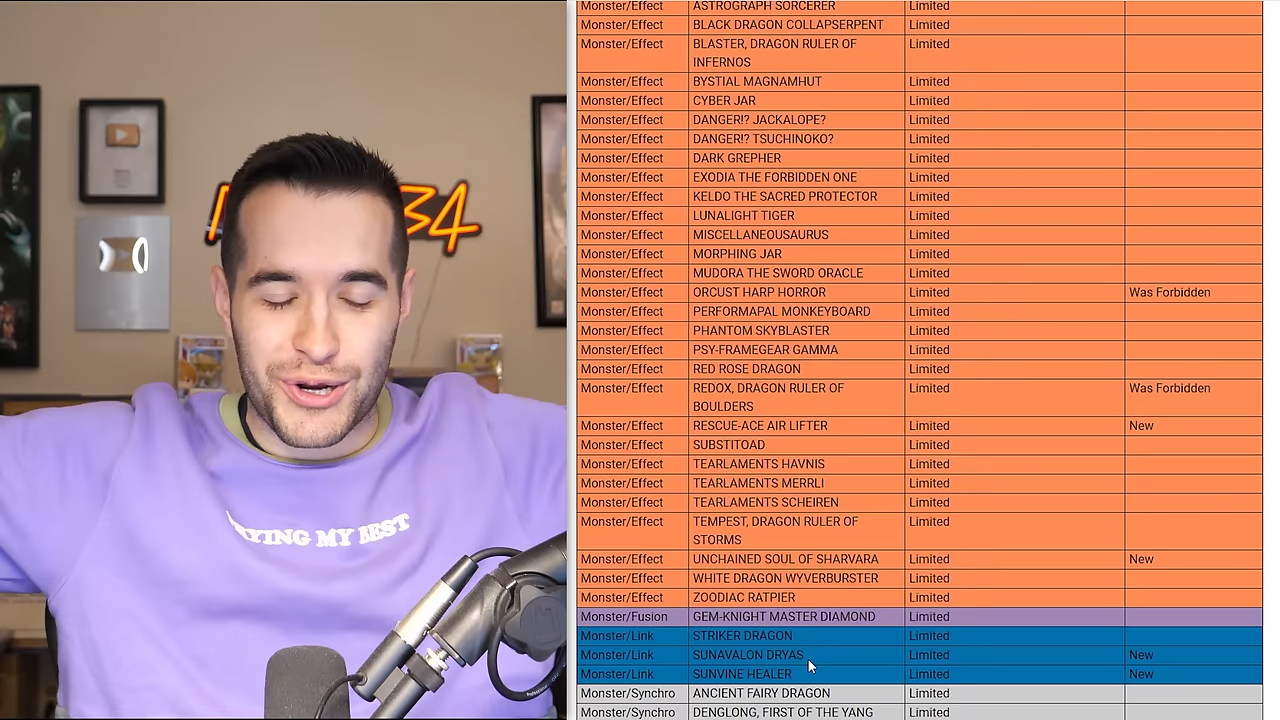 34
YING MY BEST
Monster/Effect ASTROGRAPH SORCERER Limited
Monster/Effect BLACK DRAGON COLLAPSERPENT Limited
Monster/Effect BLASTER, DRAGON RULER OF Limited
INFERNOS
Monster/Effect BYSTIAL MAGNAMHUT Limited
Monster/Effect CYBER JAR Limited
Monster/Effect DANGER!? JACKALOPE? Limited
Monster/Effect DANGER!? TSUCHINOKO? Limited
Monster/Effect DARK GREPHER Limited
Monster/Effect EXODIA THE FORBIDDEN ONE Limited
Monster/Effect KELDO THE SACRED PROTECTOR Limited
Monster/Effect LUNALIGHT TIGER Limited
Monster/Effect MISCELLANEOUSAURUS Limited
Monster/Effect MORPHING JAR Limited
Monster/Effect MUDORA THE SWORD ORACLE Limited
Monster/Effect ORCUST HARP HORROR Limited Was Forbidden
Monster/Effect PERFORMAPAL MONKEYBOARD Limited
Monster/Effect PHANTOM SKYBLASTER Limited
Monster/Effect PSY-FRAMEGEAR GAMMA Limited
Monster/Effect RED ROSE DRAGON Limited
Monster/Effect REDOX, DRAGON RULER OF Limited Was Forbidden
BOULDERS
Monster/Effect RESCUE-ACE AIR LIFTER Limited New
Monster/Effect SUBSTITOAD Limited
Monster/Effect TEARLAMENTS HAVNIS Limited
Monster/Effect TEARLAMENTS MERRLI Limited
Monster/Effect TEARLAMENTS SCHEIREN Limited
Monster/Effect TEMPEST, DRAGON RULER OF Limited
STORMS
Monster/Effect UNCHAINED SOUL OF SHARVARA Limited New
Monster/Effect WHITE DRAGON WYVERBURSTER Limited
Monster/Effect ZOODIAC RATPIER Limited
Monster/Fusion GEM-KNIGHT MASTER DIAMOND Limited
Monster/Link STRIKER DRAGON Limited
Monster/Link SUNAVALON DRYAS Limited New
Monster/Link SUNVINE HEALER Limited New
Monster/Synchro ANCIENT FAIRY DRAGON Limited
Monster/Synchro DENGLONG, FIRST OF THE YANG Limited